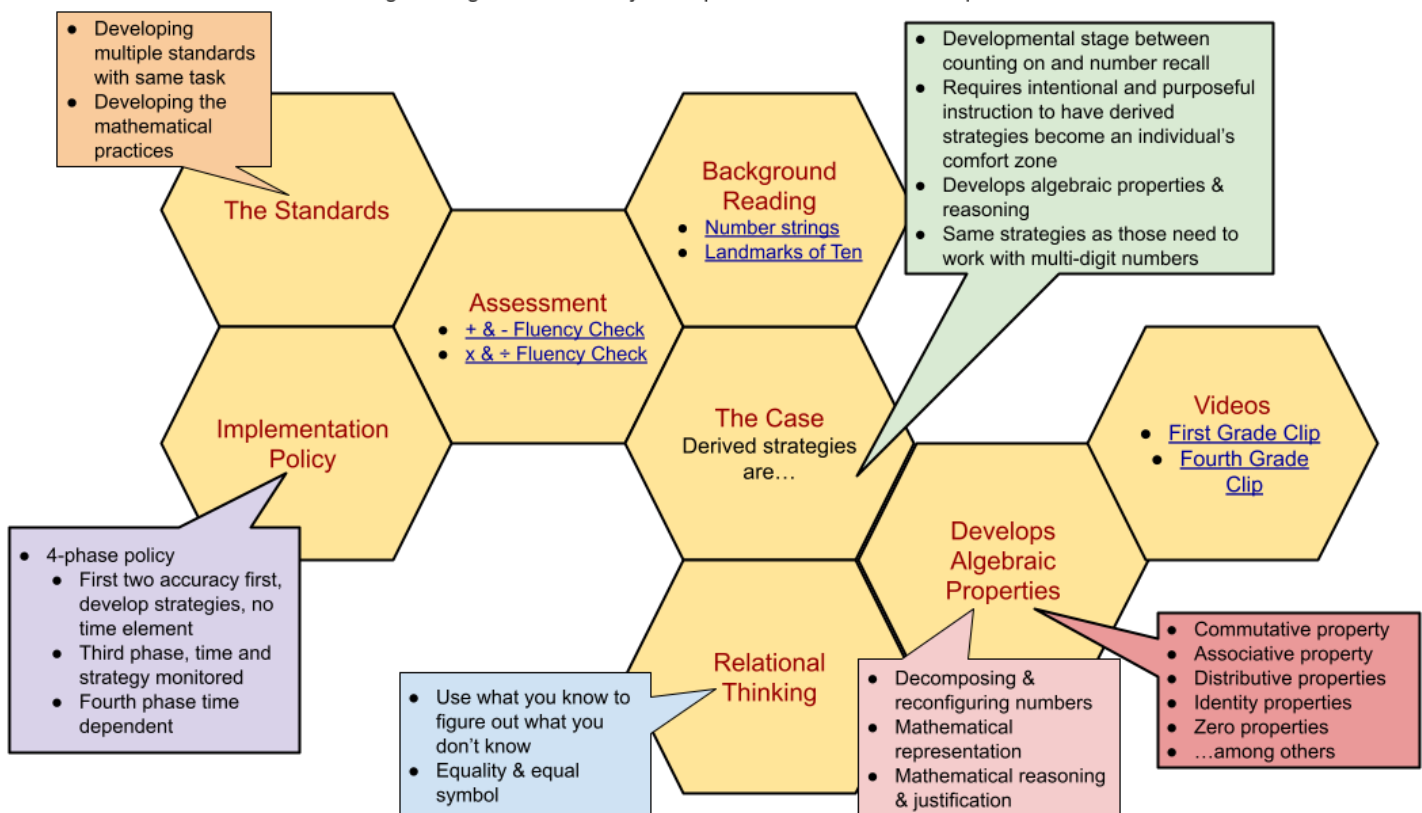 ● Developing
multiple standards
with same task
● Developing the
mathematical
practices
The Standards
Background
Reading
● Number strings
● Landmarks of Ten
● Developmental stage between
counting on and number recall
● Requires intentional and purposeful
instruction to have derived
strategies become an individual's
comfort zone
● Develops algebraic properties &
reasoning
● Same strategies as those need to
work with multi-digit numbers
Assessment
● + & - Fluency Check
● x & ÷ Fluency Check
Implementation
Policy
The Case
Derived strategies
are…
Videos
● First Grade Clip
● Fourth Grade
Clip
● 4-phase policy
● First two accuracy first,
develop strategies, no
time element
● Third phase, time and
strategy monitored
● Fourth phase time
dependent
Develops
Algebraic
Properties
Relational
Thinking
● Use what you know to
figure out what you
don't know
● Equality & equal
symbol
● Decomposing &
reconfiguring numbers
● Mathematical
representation
● Mathematical reasoning
& justification
● Commutative property
● Associative property
● Distributive properties
● Identity properties
● Zero properties
● …among others